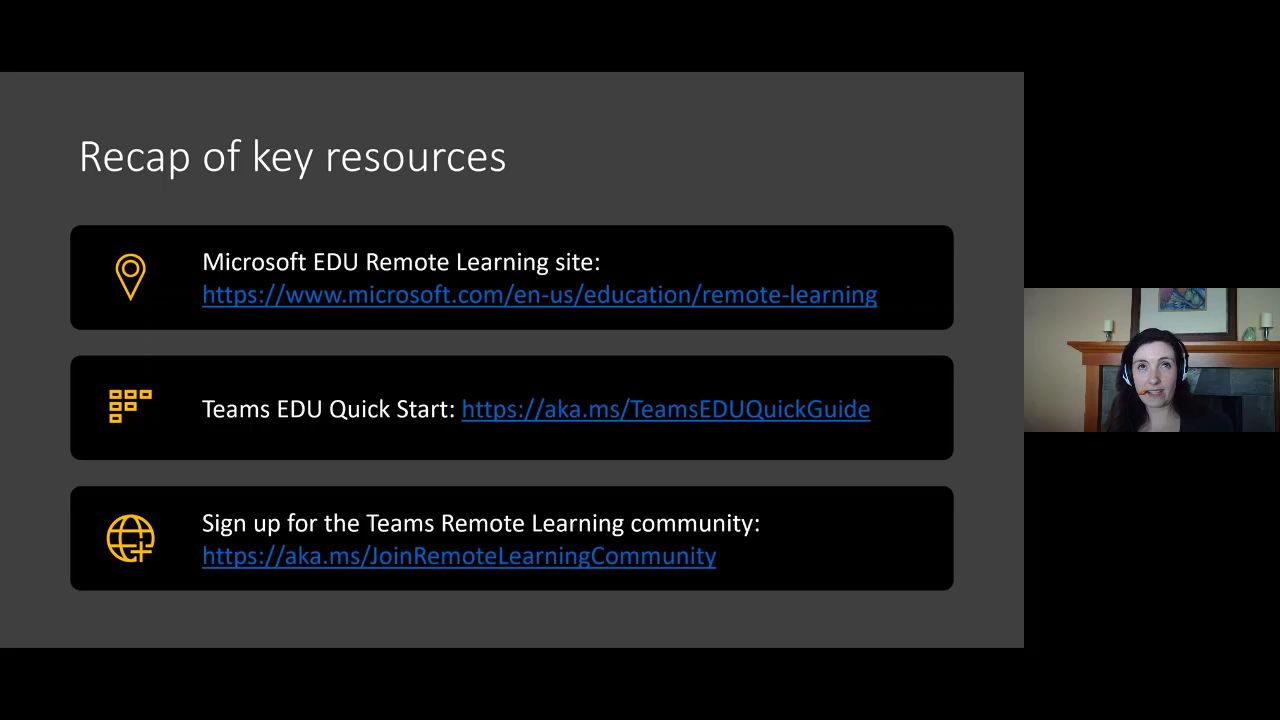 Recap of key resources
Microsoft EDU Remote Learning site:
https://www.microsoft.com/en-us/education/remote-learning
Teams EDU Quick Start: https://aka.ms/TeamsEDUQuickGuide
Sign up for the Teams Remote Learning community:
https://aka.ms/JoinRemoteLearningCommunity